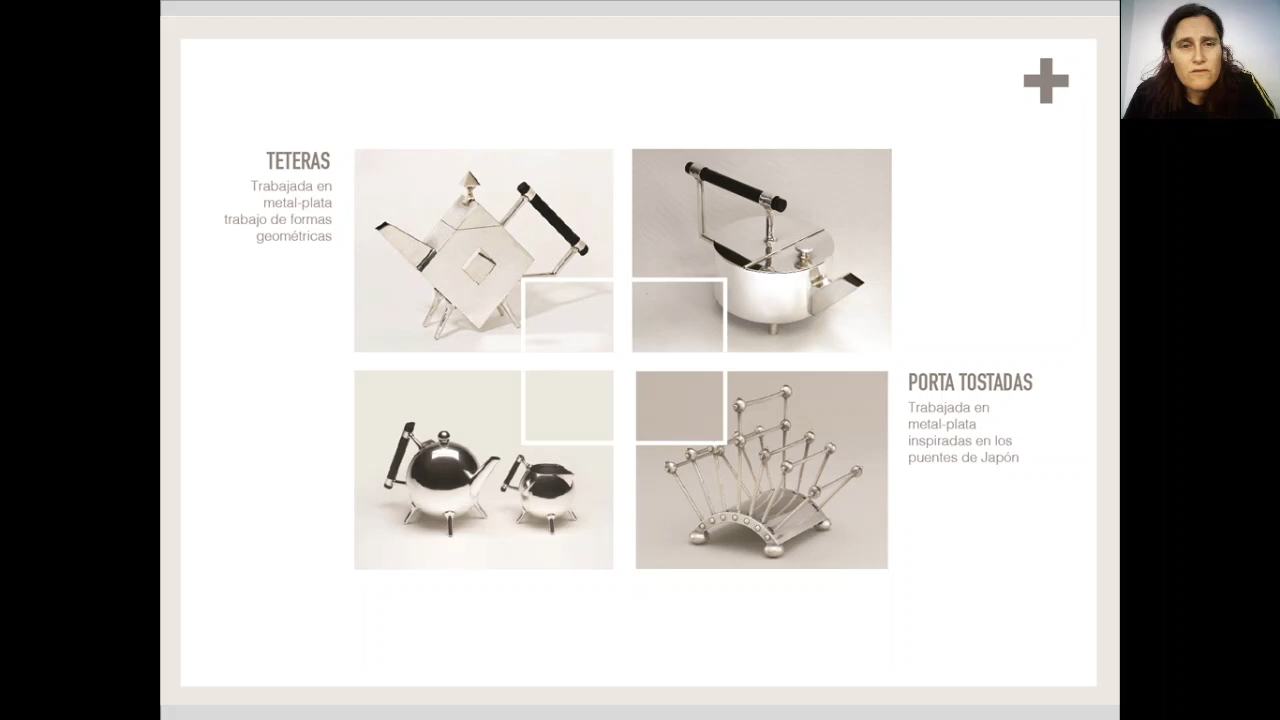 TETERAS
Trabajada en
metal-plata
trabajo de formas
geométricas
PORTA TOSTADAS
Trabajada en
metal-plata
inspiradas en los
puentes de Japón